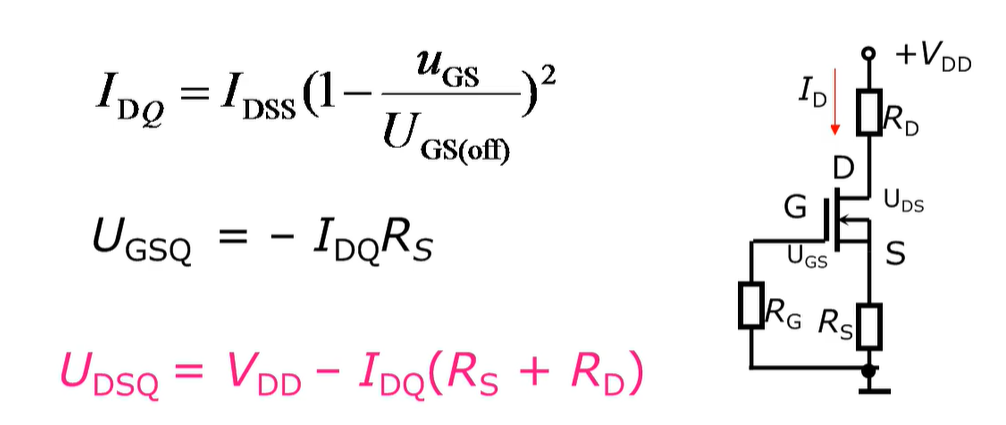 I_DQ = I_DSS(1 − u_GS / U_GS(off))²
U_GSQ = − I_DQ R_S
U_DSQ = V_DD − I_DQ(R_S + R_D)
+V_DD
I_D
R_D
D
G
U_DS
U_GS
S
R_G
R_S